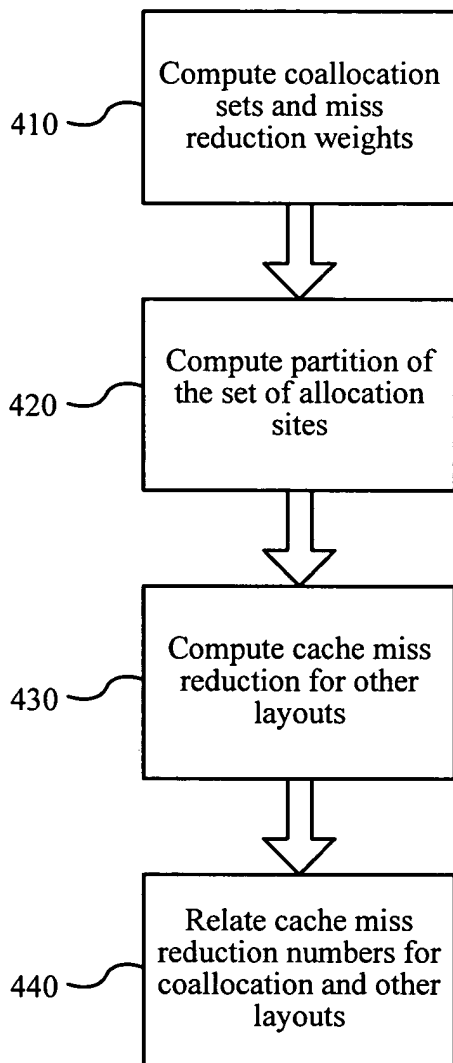 Compute coallocation
sets and miss
reduction weights
410
Compute partition of
the set of allocation
sites
420
Compute cache miss
reduction for other
layouts
430
Relate cache miss
reduction numbers for
coallocation and other
layouts
440